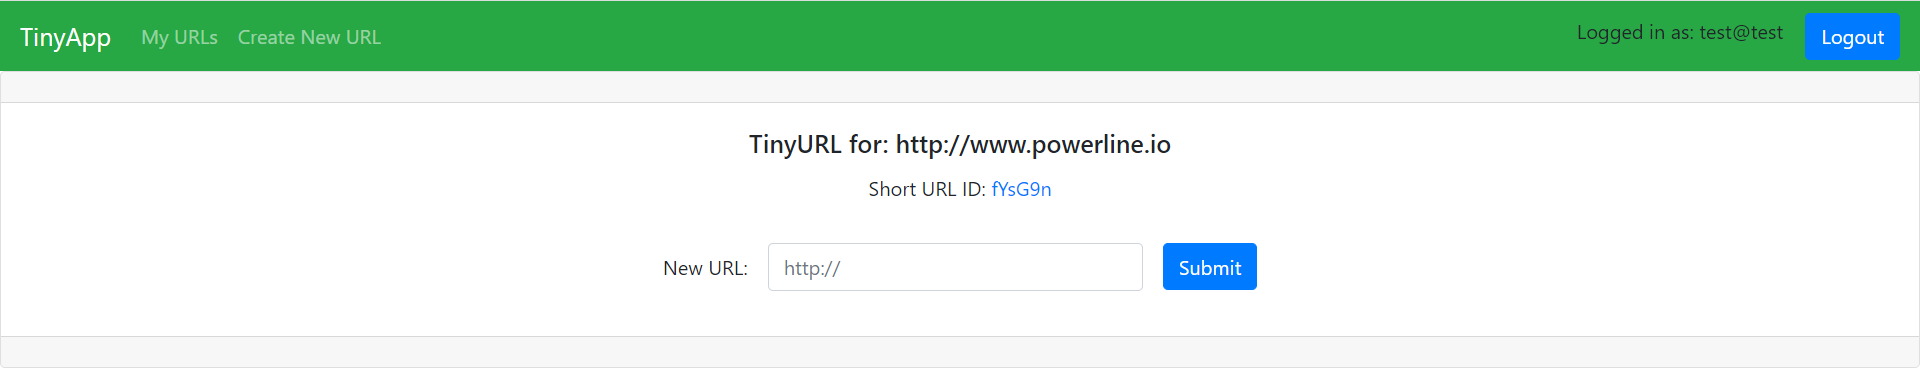 TinyApp My URLs Create New URL Logged in as: test@test Logout
TinyURL for: http://www.powerline.io
Short URL ID: fYsG9n
New URL: http:// Submit